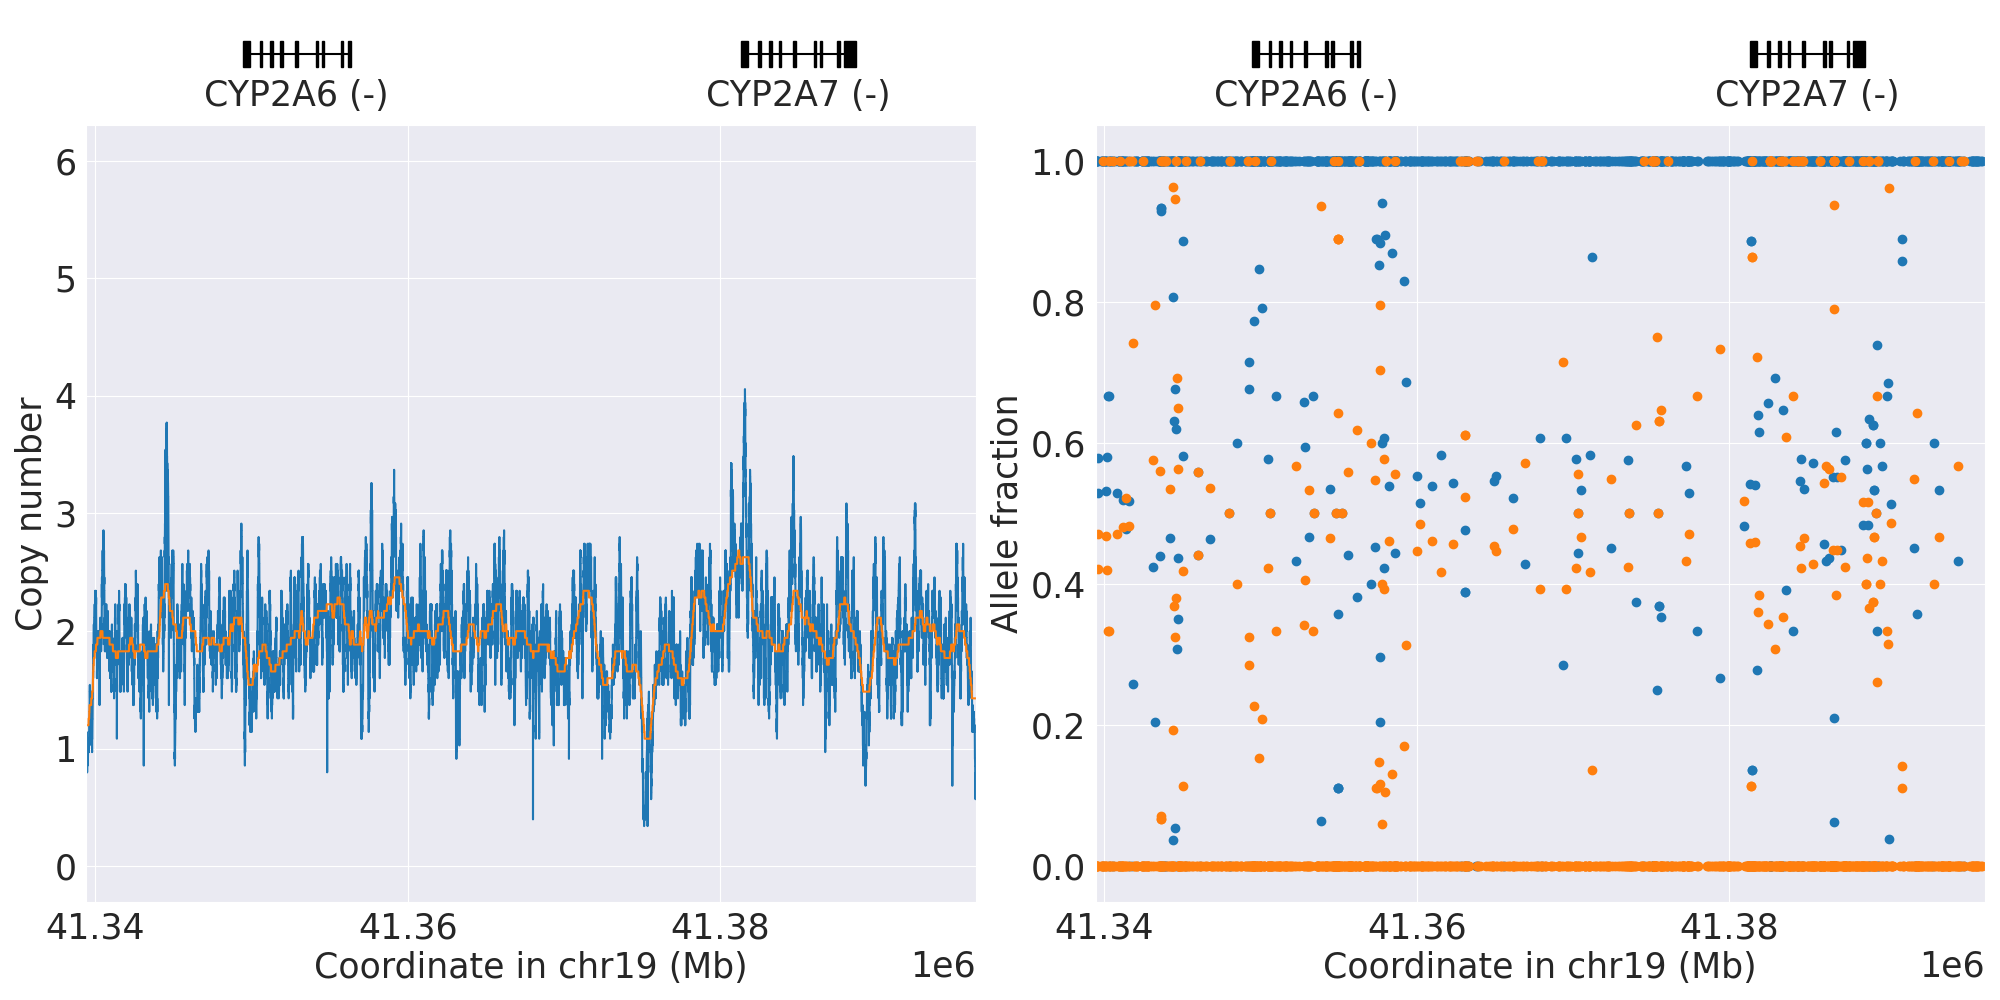 CYP2A6 (-) CYP2A7 (-)
6
5
4
3
2
1
0
Copy number
41.34 41.36 41.38
Coordinate in chr19 (Mb) 1e6
CYP2A6 (-) CYP2A7 (-)
1.0
0.8
0.6
0.4
0.2
0.0
Allele fraction
41.34 41.36 41.38
Coordinate in chr19 (Mb) 1e6